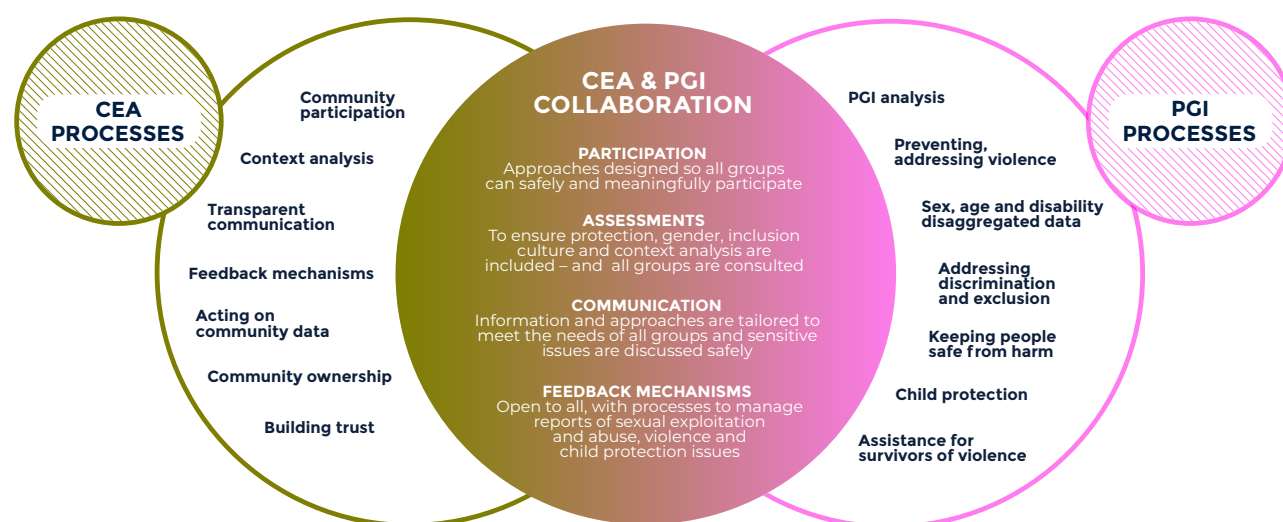 CEA
PROCESSES
Community
participation
Context analysis
Transparent
communication
Feedback mechanisms
Acting on
community data
Community ownership
Building trust
CEA & PGI
COLLABORATION
PARTICIPATION
Approaches designed so all groups
can safely and meaningfully participate
ASSESSMENTS
To ensure protection, gender, inclusion
culture and context analysis are
included – and all groups are consulted
COMMUNICATION
Information and approaches are tailored to
meet the needs of all groups and sensitive
issues are discussed safely
FEEDBACK MECHANISMS
Open to all, with processes to manage
reports of sexual exploitation
and abuse, violence and
child protection issues
PGI analysis
Preventing,
addressing violence
Sex, age and disability
disaggregated data
Addressing
discrimination
and exclusion
Keeping people
safe from harm
Child protection
Assistance for
survivors of violence
PGI
PROCESSES